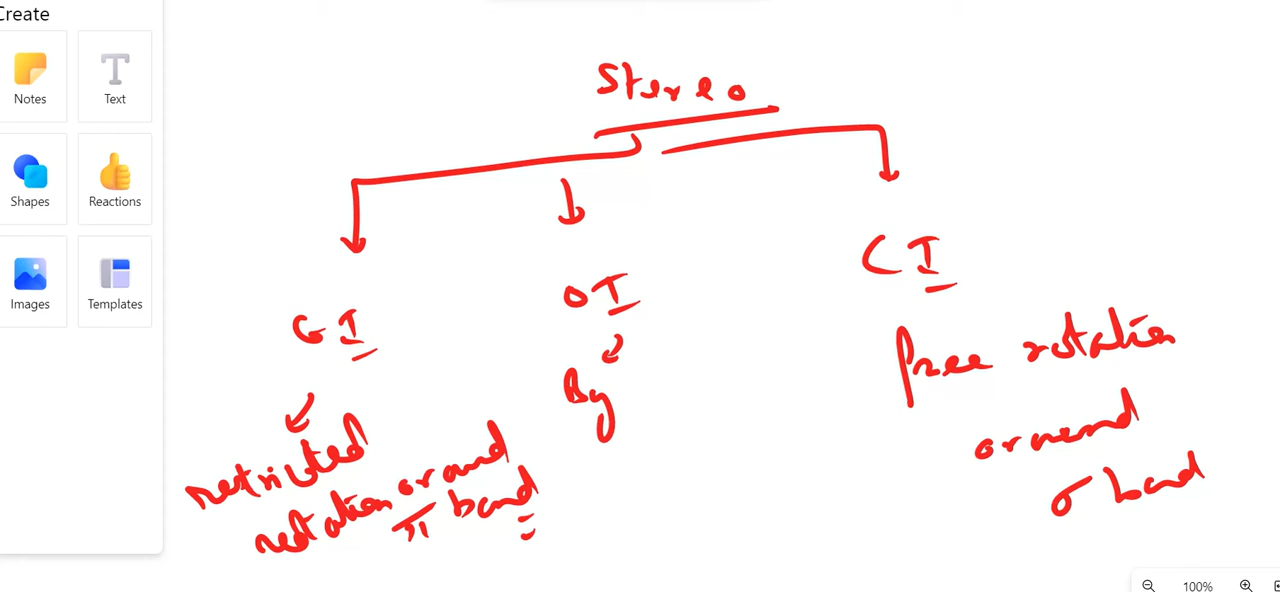 Create
Notes
Text
Shapes
Reactions
Images
Templates
Stereo
GI
OI
CI
restricted
rotation around
π bond
By
free rotation
around
σ bond
100%